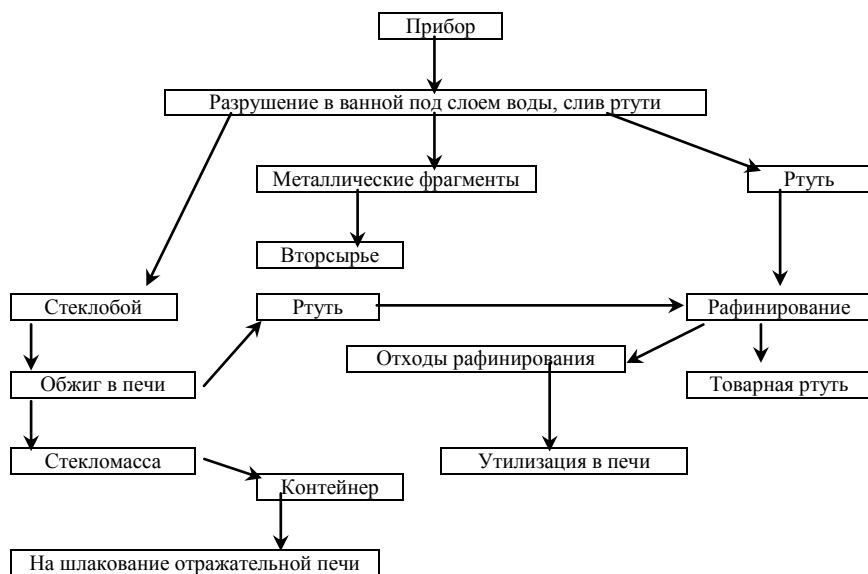 Прибор
Разрушение в ванной под слоем воды, слив ртути
Металлические фрагменты
Ртуть
Вторсырье
Стеклобой
Ртуть
Рафинирование
Отходы рафинирования
Обжиг в печи
Товарная ртуть
Стекломасса
Утилизация в печи
Контейнер
На шлакование отражательной печи